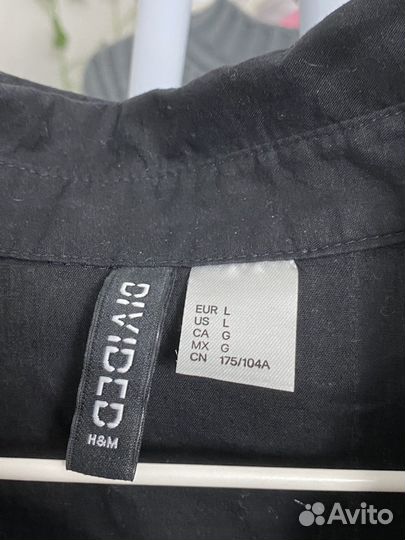 DIVIDED
H&M
EUR L
US L
CA G
MX G
CN 175/104A
Avito